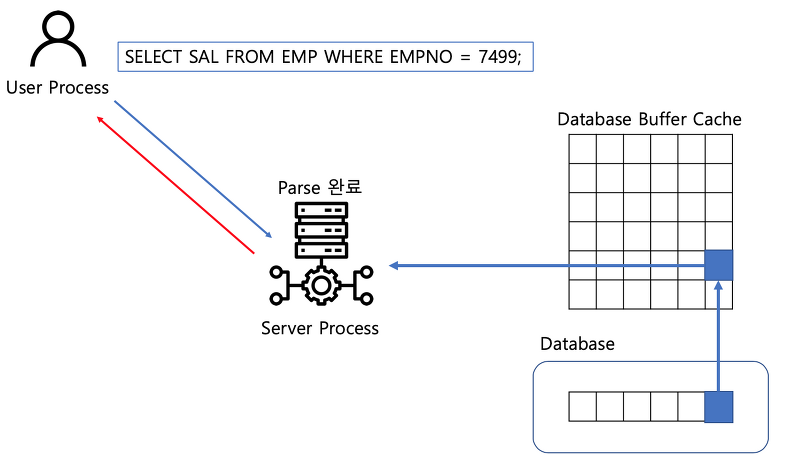 SELECT SAL FROM EMP WHERE EMPNO = 7499;
User Process
Database Buffer Cache
Parse 완료
Server Process
Database